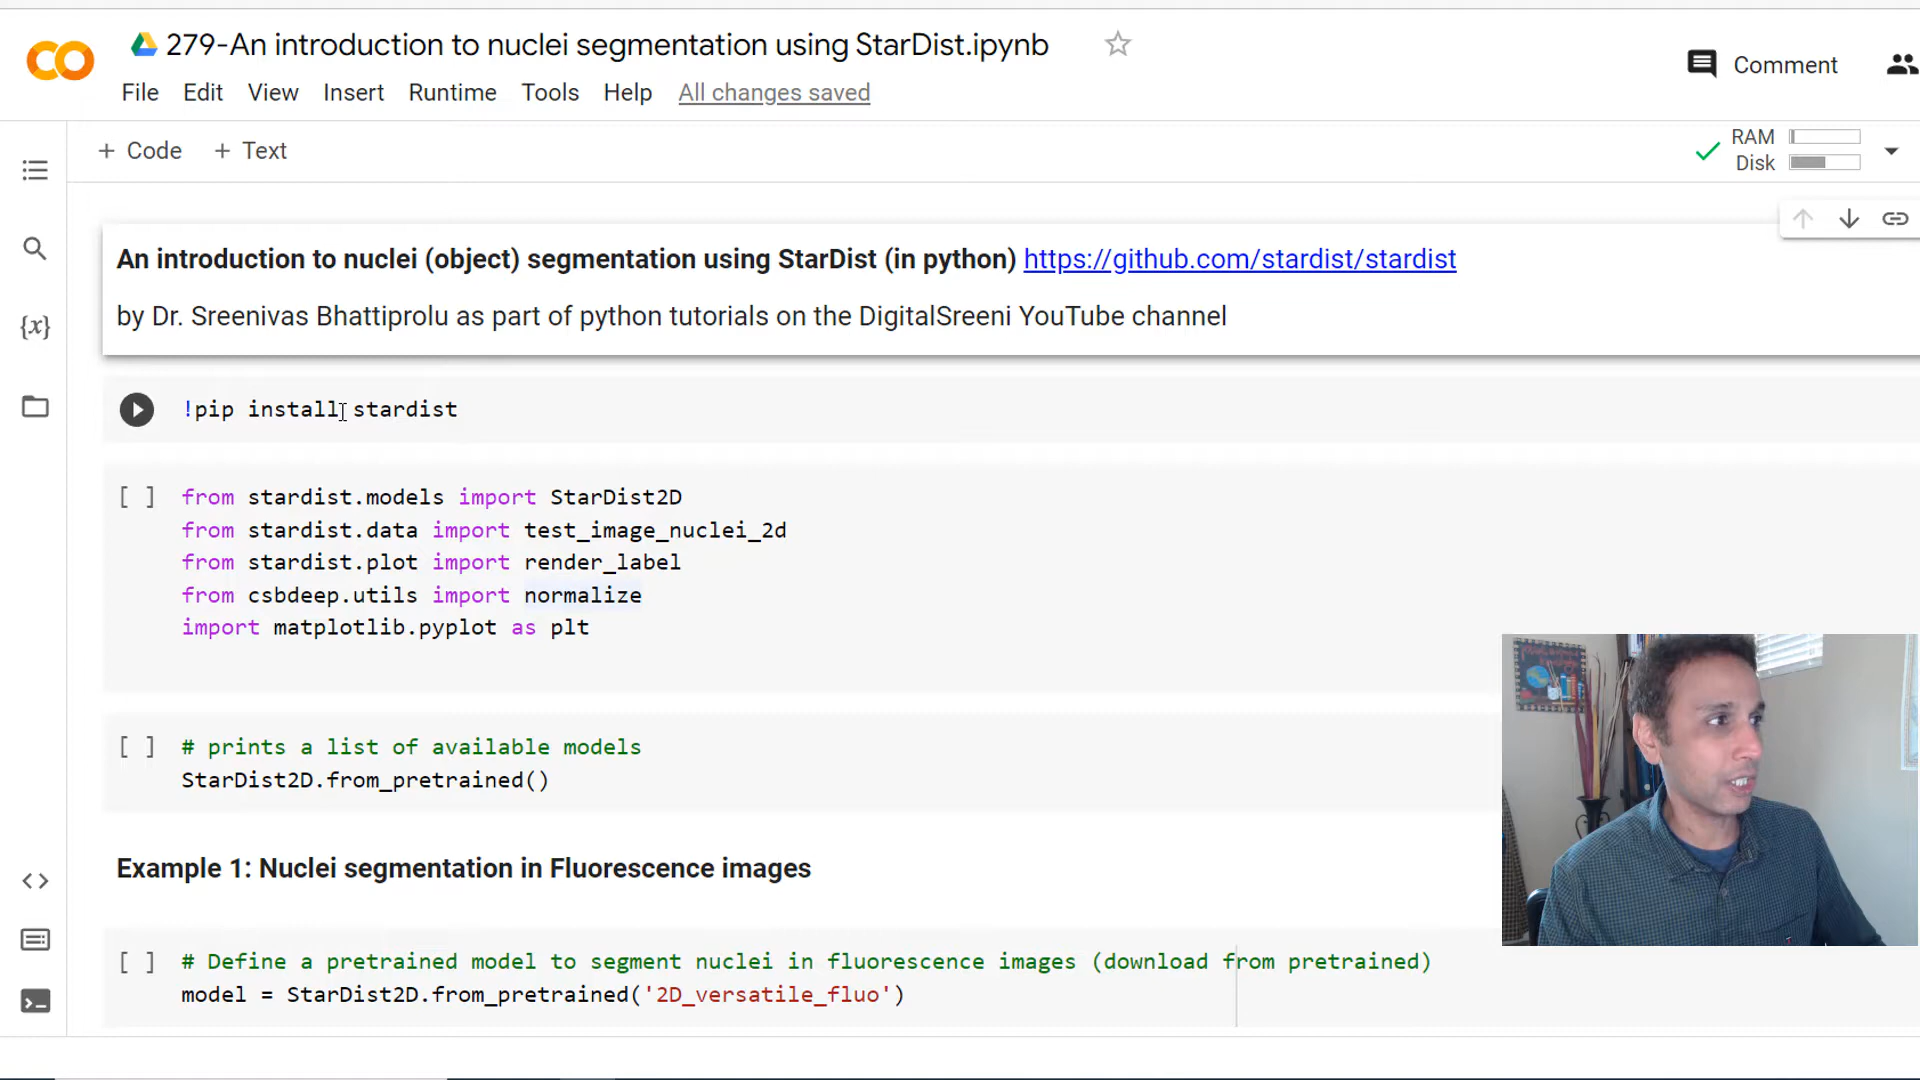 279-An introduction to nuclei segmentation using StarDist.ipynb
Comment
File Edit View Insert Runtime Tools Help All changes saved
+ Code + Text
RAM
Disk
An introduction to nuclei (object) segmentation using StarDist (in python) https://github.com/stardist/stardist
by Dr. Sreenivas Bhattiprolu as part of python tutorials on the DigitalSreeni YouTube channel
!pip install stardist
[ ] from stardist.models import StarDist2D
from stardist.data import test_image_nuclei_2d
from stardist.plot import render_label
from csbdeep.utils import normalize
import matplotlib.pyplot as plt
[ ] # prints a list of available models
StarDist2D.from_pretrained()
Example 1: Nuclei segmentation in Fluorescence images
[ ] # Define a pretrained model to segment nuclei in fluorescence images (download from pretrained)
model = StarDist2D.from_pretrained('2D_versatile_fluo')